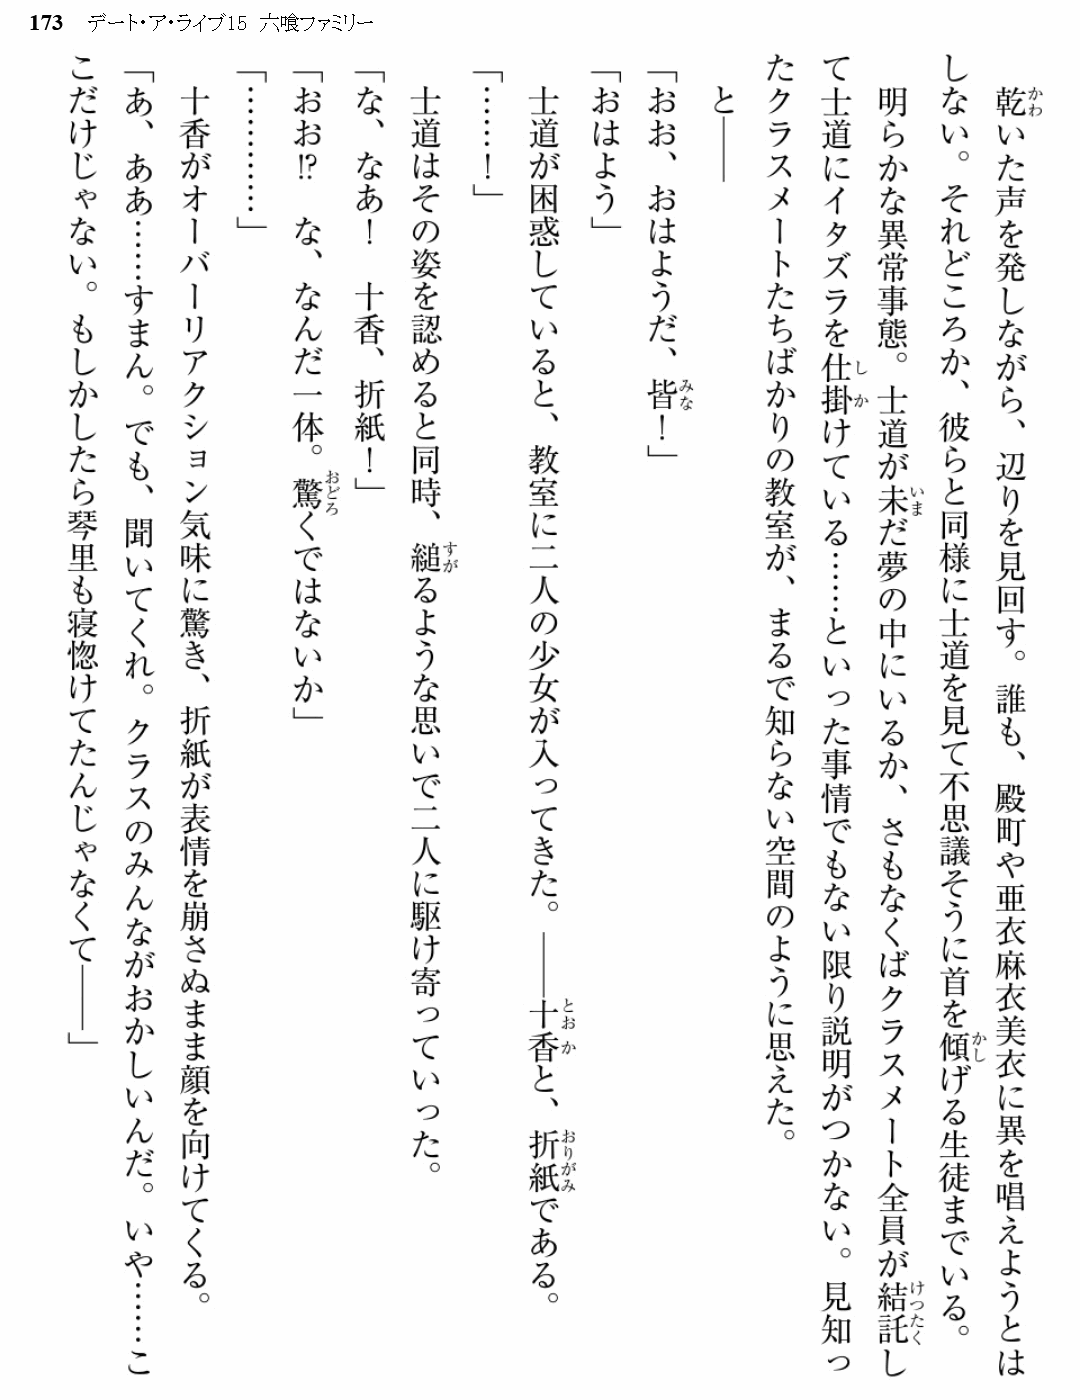 173 デート・ア・ライブ15 六喰ファミリー
乾いた声を発しながら、辺りを見回す。誰も、殿町や亜衣麻衣美衣に異を唱えようとは
しない。それどころか、彼らと同様に士道を見て不思議そうに首を傾げる生徒までいる。
明らかな異常事態。士道が未だ夢の中にいるか、さもなくばクラスメート全員が結託し
て士道にイタズラを仕掛けている……といった事情でもない限り説明がつかない。見知っ
たクラスメートたちばかりの教室が、まるで知らない空間のように思えた。
と――
「おお、おはようだ、皆！」
「おはよう」
士道が困惑していると、教室に二人の少女が入ってきた。――十香と、折紙である。
「……！」
士道はその姿を認めると同時、縋るような思いで二人に駆け寄っていった。
「な、なあ！　十香、折紙！」
「おお!?　な、なんだ一体。驚くではないか」
「…………」
十香がオーバーリアクション気味に驚き、折紙が表情を崩さぬまま顔を向けてくる。
「あ、ああ……すまん。でも、聞いてくれ。クラスのみんながおかしいんだ。いや……こ
こだけじゃない。もしかしたら琴里も寝惚けてたんじゃなくて――」